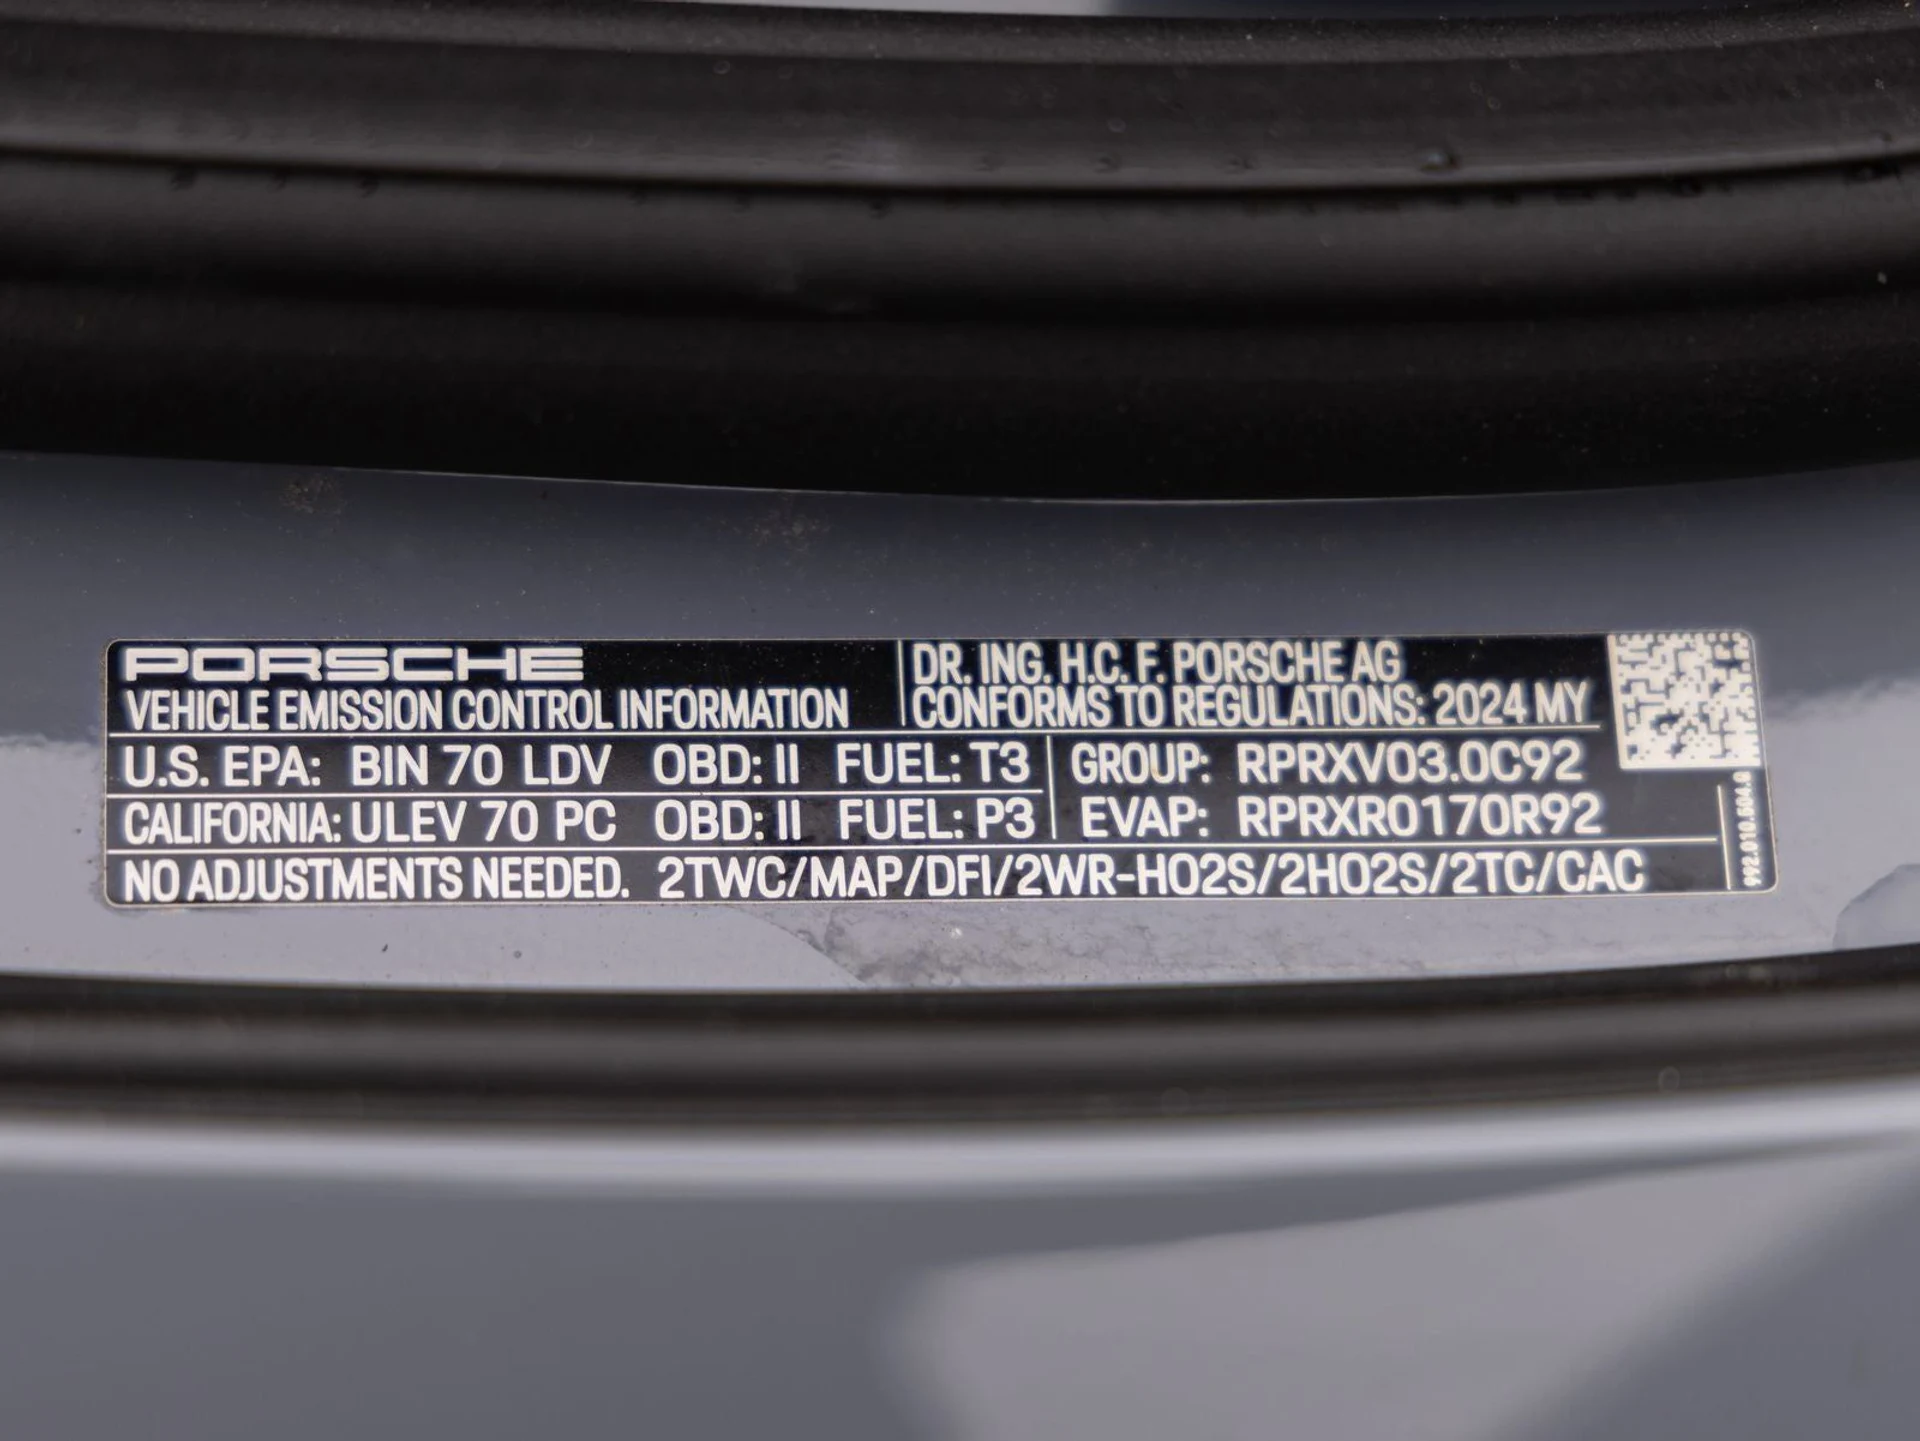 PORSCHE
VEHICLE EMISSION CONTROL INFORMATION
DR. ING. H.C. F. PORSCHE AG
CONFORMS TO REGULATIONS: 2024 MY
U.S. EPA: BIN 70 LDV OBD: II FUEL: T3
CALIFORNIA: ULEV 70 PC OBD: II FUEL: P3
GROUP: RPRXV03.0C92
EVAP: RPRXR0170R92
NO ADJUSTMENTS NEEDED. 2TWC/MAP/DFI/2WR-HO2S/2HO2S/2TC/CAC